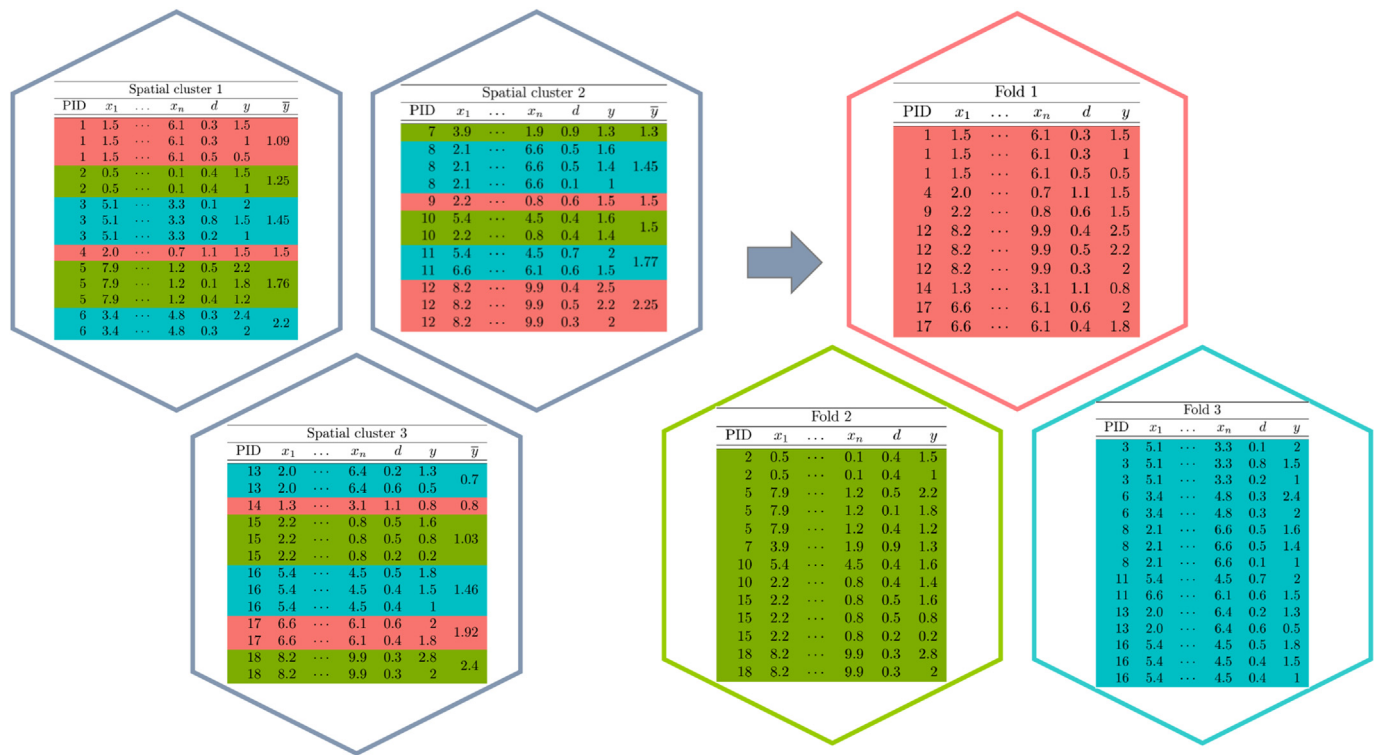 Spatial cluster 1
PID x1 ... xn d y y̅
1 1.5 ⋯ 6.1 0.3 1.5
1 1.5 ⋯ 6.1 0.3 1 1.09
1 1.5 ⋯ 6.1 0.5 0.5
2 0.5 ⋯ 0.1 0.4 1.5 1.25
2 0.5 ⋯ 0.1 0.4 1
3 5.1 ⋯ 3.3 0.1 2
3 5.1 ⋯ 3.3 0.8 1.5 1.45
3 5.1 ⋯ 3.3 0.2 1
4 2.0 ⋯ 0.7 1.1 1.5 1.5
5 7.9 ⋯ 1.2 0.5 2.2
5 7.9 ⋯ 1.2 0.1 1.8 1.76
5 7.9 ⋯ 1.2 0.4 1.2
6 3.4 ⋯ 4.8 0.3 2.4 2.2
6 3.4 ⋯ 4.8 0.3 2
Spatial cluster 2
PID x1 ... xn d y y̅
7 3.9 ⋯ 1.9 0.9 1.3 1.3
8 2.1 ⋯ 6.6 0.5 1.6
8 2.1 ⋯ 6.6 0.5 1.4 1.45
8 2.1 ⋯ 6.6 0.1 1
9 2.2 ⋯ 0.8 0.6 1.5 1.5
10 5.4 ⋯ 4.5 0.4 1.6 1.5
10 2.2 ⋯ 0.8 0.4 1.4
11 5.4 ⋯ 4.5 0.7 2 1.77
11 6.6 ⋯ 6.1 0.6 1.5
12 8.2 ⋯ 9.9 0.4 2.5
12 8.2 ⋯ 9.9 0.5 2.2 2.25
12 8.2 ⋯ 9.9 0.3 2
Spatial cluster 3
PID x1 ... xn d y y̅
13 2.0 ⋯ 6.4 0.2 1.3 0.7
13 2.0 ⋯ 6.4 0.6 0.5
14 1.3 ⋯ 3.1 1.1 0.8 0.8
15 2.2 ⋯ 0.8 0.5 1.6
15 2.2 ⋯ 0.8 0.5 0.8 1.03
15 2.2 ⋯ 0.8 0.2 0.2
16 5.4 ⋯ 4.5 0.5 1.8
16 5.4 ⋯ 4.5 0.4 1.5 1.46
16 5.4 ⋯ 4.5 0.4 1
17 6.6 ⋯ 6.1 0.6 2 1.92
17 6.6 ⋯ 6.1 0.4 1.8
18 8.2 ⋯ 9.9 0.3 2.8 2.4
18 8.2 ⋯ 9.9 0.3 2
Fold 1
PID x1 ... xn d y
1 1.5 ⋯ 6.1 0.3 1.5
1 1.5 ⋯ 6.1 0.3 1
1 1.5 ⋯ 6.1 0.5 0.5
4 2.0 ⋯ 0.7 1.1 1.5
9 2.2 ⋯ 0.8 0.6 1.5
12 8.2 ⋯ 9.9 0.4 2.5
12 8.2 ⋯ 9.9 0.5 2.2
12 8.2 ⋯ 9.9 0.3 2
14 1.3 ⋯ 3.1 1.1 0.8
17 6.6 ⋯ 6.1 0.6 2
17 6.6 ⋯ 6.1 0.4 1.8
Fold 2
PID x1 ... xn d y
2 0.5 ⋯ 0.1 0.4 1.5
2 0.5 ⋯ 0.1 0.4 1
5 7.9 ⋯ 1.2 0.5 2.2
5 7.9 ⋯ 1.2 0.1 1.8
5 7.9 ⋯ 1.2 0.4 1.2
7 3.9 ⋯ 1.9 0.9 1.3
10 5.4 ⋯ 4.5 0.4 1.6
10 2.2 ⋯ 0.8 0.4 1.4
15 2.2 ⋯ 0.8 0.5 1.6
15 2.2 ⋯ 0.8 0.5 0.8
15 2.2 ⋯ 0.8 0.2 0.2
18 8.2 ⋯ 9.9 0.3 2.8
18 8.2 ⋯ 9.9 0.3 2
Fold 3
PID x1 ... xn d y
3 5.1 ⋯ 3.3 0.1 2
3 5.1 ⋯ 3.3 0.8 1.5
3 5.1 ⋯ 3.3 0.2 1
6 3.4 ⋯ 4.8 0.3 2.4
6 3.4 ⋯ 4.8 0.3 2
8 2.1 ⋯ 6.6 0.5 1.6
8 2.1 ⋯ 6.6 0.5 1.4
8 2.1 ⋯ 6.6 0.1 1
11 5.4 ⋯ 4.5 0.7 2
11 6.6 ⋯ 6.1 0.6 1.5
13 2.0 ⋯ 6.4 0.2 1.3
13 2.0 ⋯ 6.4 0.6 0.5
16 5.4 ⋯ 4.5 0.5 1.8
16 5.4 ⋯ 4.5 0.4 1.5
16 5.4 ⋯ 4.5 0.4 1